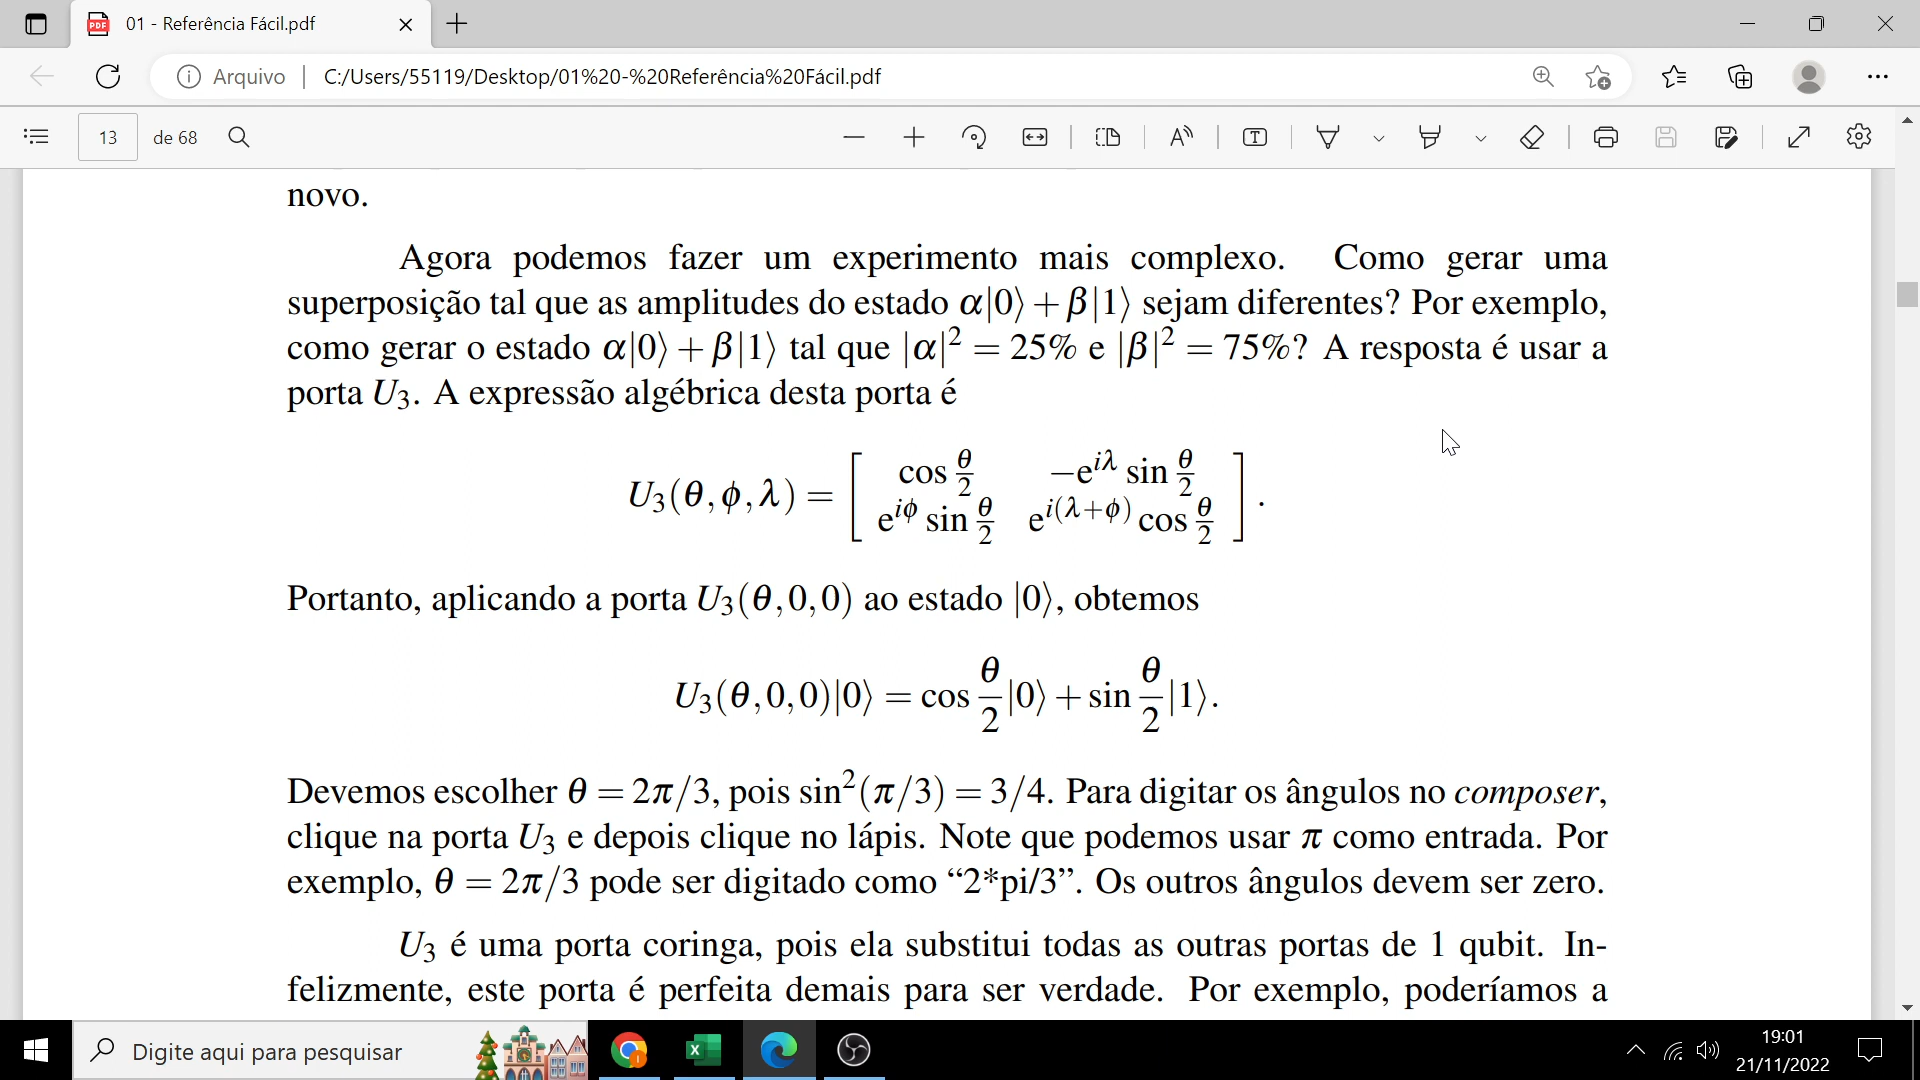 01 - Referência Fácil.pdf
Arquivo | C:/Users/55119/Desktop/01%20-%20Referência%20Fácil.pdf
13 de 68
novo.
Agora podemos fazer um experimento mais complexo. Como gerar uma
superposição tal que as amplitudes do estado α|0⟩ + β|1⟩ sejam diferentes? Por exemplo,
como gerar o estado α|0⟩ + β|1⟩ tal que |α|² = 25% e |β|² = 75%? A resposta é usar a
porta U₃. A expressão algébrica desta porta é
U₃(θ,ϕ,λ) = [ cos θ/2 −e^{iλ} sin θ/2
e^{iϕ} sin θ/2 e^{i(λ+ϕ)} cos θ/2 ].
Portanto, aplicando a porta U₃(θ,0,0) ao estado |0⟩, obtemos
U₃(θ,0,0)|0⟩ = cos θ/2 |0⟩ + sin θ/2 |1⟩.
Devemos escolher θ = 2π/3, pois sin²(π/3) = 3/4. Para digitar os ângulos no composer,
clique na porta U₃ e depois clique no lápis. Note que podemos usar π como entrada. Por
exemplo, θ = 2π/3 pode ser digitado como “2*pi/3”. Os outros ângulos devem ser zero.
U₃ é uma porta coringa, pois ela substitui todas as outras portas de 1 qubit. In-
felizmente, este porta é perfeita demais para ser verdade. Por exemplo, poderíamos a
Digite aqui para pesquisar
19:01
21/11/2022